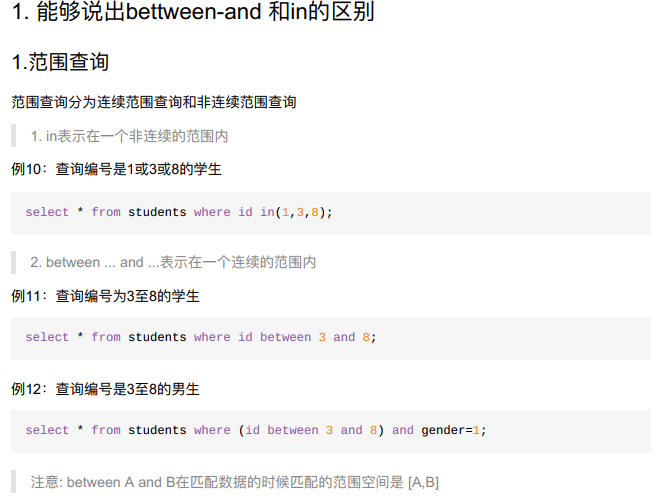 1. 能够说出bettween-and 和in的区别
1.范围查询
范围查询分为连续范围查询和非连续范围查询
1. in表示在一个非连续的范围内
例10：查询编号是1或3或8的学生
select * from students where id in(1,3,8);
2. between ... and ...表示在一个连续的范围内
例11：查询编号为3至8的学生
select * from students where id between 3 and 8;
例12：查询编号是3至8的男生
select * from students where (id between 3 and 8) and gender=1;
注意: between A and B在匹配数据的时候匹配的范围空间是 [A,B]